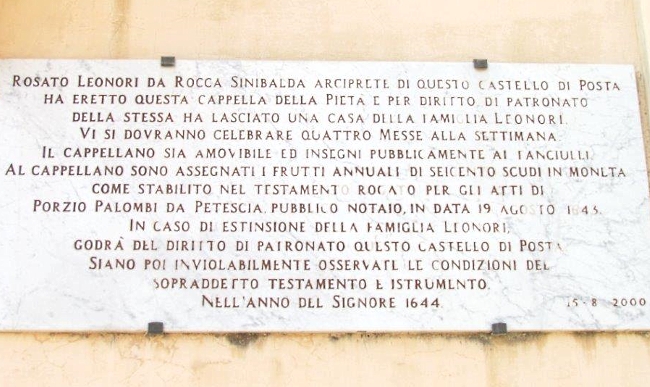 ROSATO LEONORI DA ROCCA SINIBALDA ARCIPRETE DI QUESTO CASTELLO DI POSTA
HA ERETTO QUESTA CAPPELLA DELLA PIETÀ E PER DIRITTO DI PATRONATO
DELLA STESSA HA LASCIATO UNA CASA DELLA FAMIGLIA LEONORI.
VI SI DOVRANNO CELEBRARE QUATTRO MESSE ALLA SETTIMANA.
IL CAPPELLANO SIA AMOVIBILE ED INSEGNI PUBBLICAMENTE AI FANCIULLI.
AL CAPPELLANO SONO ASSEGNATI I FRUTTI ANNUALI DI SEICENTO SCUDI IN MONETA
COME STABILITO NEL TESTAMENTO ROGATO PER GLI ATTI DI
PORZIO PALOMBI DA PETESCIA, PUBBLICO NOTAIO, IN DATA 19 AGOSTO 1643.
IN CASO DI ESTINSIONE DELLA FAMIGLIA LEONORI,
GODRÀ DEL DIRITTO DI PATRONATO QUESTO CASTELLO DI POSTA.
SIANO POI INVIOLABILMENTE OSSERVATE LE CONDIZIONI DEL
SOPRADDETTO TESTAMENTO E ISTRUMENTO.
NELL'ANNO DEL SIGNORE 1644.
15-8-2000